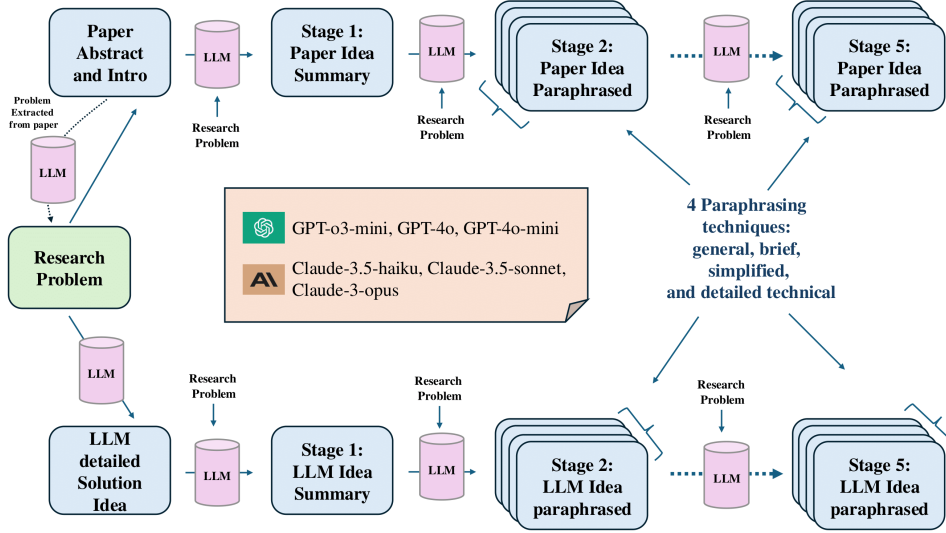 Paper
Abstract
and Intro
LLM
Stage 1:
Paper Idea
Summary
LLM
Stage 2:
Paper Idea
Paraphrased
LLM
Stage 5:
Paper Idea
Paraphrased
Problem
Extracted
from paper
LLM
Research
Problem
Research
Problem
Research
Problem
Research
Problem
4 Paraphrasing
techniques:
general, brief,
simplified,
and detailed technical
GPT-o3-mini, GPT-4o, GPT-4o-mini
Claude-3.5-haiku, Claude-3.5-sonnet,
Claude-3-opus
LLM
Research
Problem
Research
Problem
Research
Problem
LLM
detailed
Solution
Idea
LLM
Stage 1:
LLM Idea
Summary
LLM
Stage 2:
LLM Idea
paraphrased
LLM
Stage 5:
LLM Idea
paraphrased